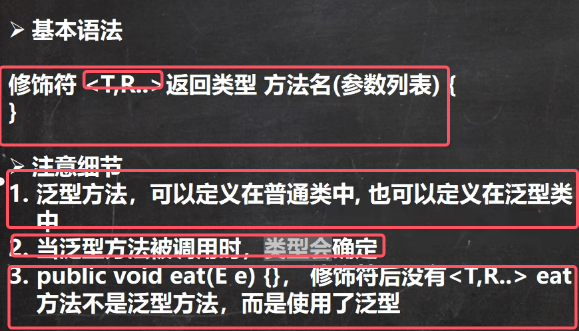 ➢ 基本语法
修饰符 <T,R..>返回类型 方法名(参数列表) {
}
➢ 注意细节
1. 泛型方法，可以定义在普通类中, 也可以定义在泛型类
中
2. 当泛型方法被调用时，类型会确定
3. public void eat(E e) {}， 修饰符后没有<T,R..> eat
方法不是泛型方法，而是使用了泛型